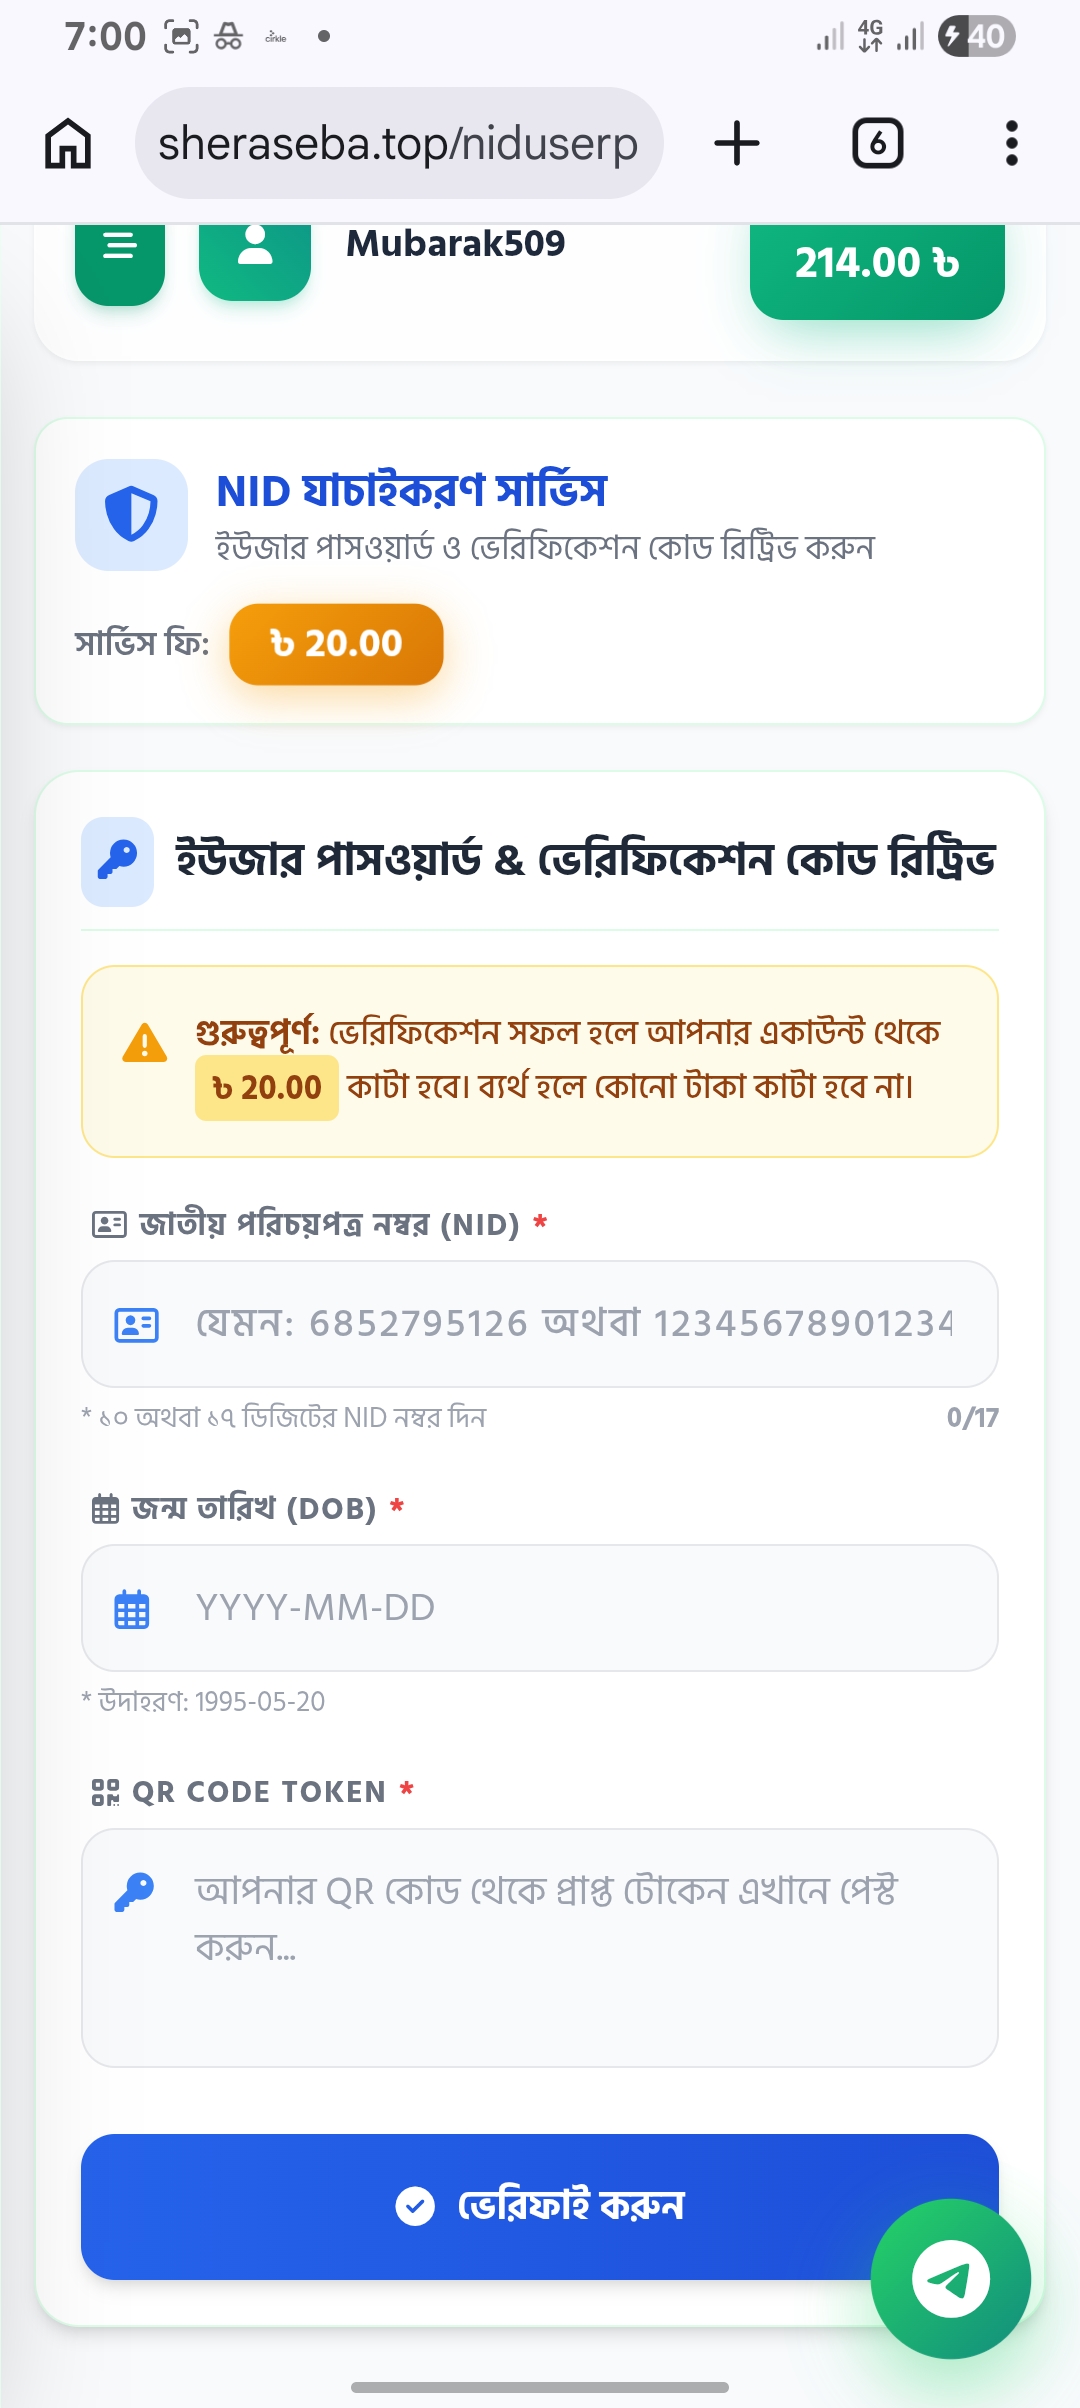 7:00
cirkle
4G
40
sheraseba.top/niduserp
6
Mubarak509
214.00 ৳
NID যাচাইকরণ সার্ভিস
ইউজার পাসওয়ার্ড ও ভেরিফিকেশন কোড রিট্রিভ করুন
সার্ভিস ফি: ৳ 20.00
ইউজার পাসওয়ার্ড & ভেরিফিকেশন কোড রিট্রিভ
গুরুত্বপূর্ণ: ভেরিফিকেশন সফল হলে আপনার একাউন্ট থেকে
৳ 20.00 কাটা হবে। ব্যর্থ হলে কোনো টাকা কাটা হবে না।
জাতীয় পরিচয়পত্র নম্বর (NID) *
যেমন: 6852795126 অথবা 12345678901234
* ১০ অথবা ১৭ ডিজিটের NID নম্বর দিন
0/17
জন্ম তারিখ (DOB) *
YYYY-MM-DD
* উদাহরণ: 1995-05-20
QR CODE TOKEN *
আপনার QR কোড থেকে প্রাপ্ত টোকেন এখানে পেস্ট
করুন...
ভেরিফাই করুন